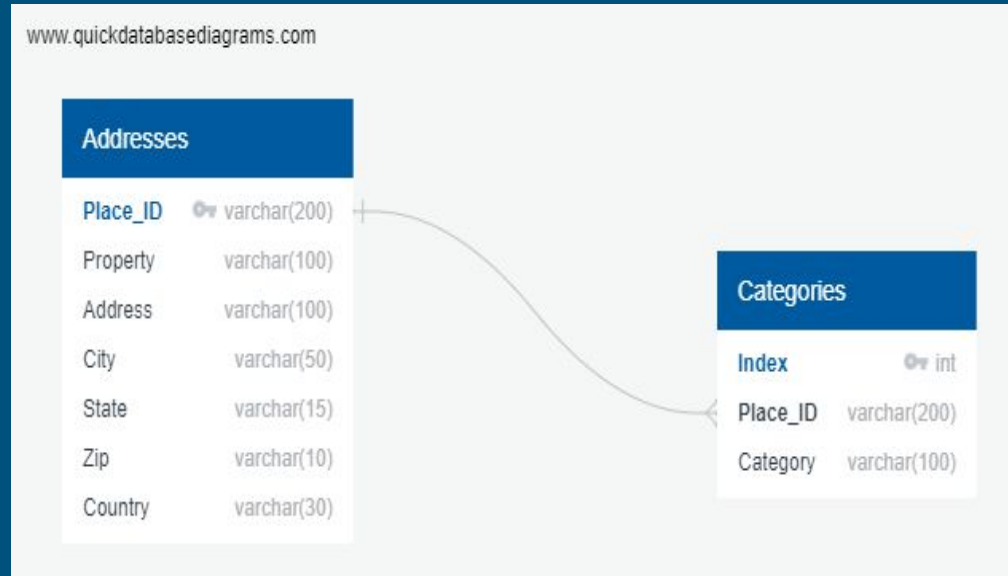 www.quickdatabasediagrams.com
Addresses
Place_ID varchar(200)
Property varchar(100)
Address varchar(100)
City varchar(50)
State varchar(15)
Zip varchar(10)
Country varchar(30)
Categories
Index int
Place_ID varchar(200)
Category varchar(100)